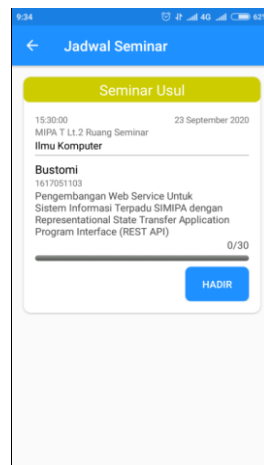 9:34 4G 62%
Jadwal Seminar
Seminar Usul
15:30:00 23 September 2020
MIPA T Lt.2 Ruang Seminar
Ilmu Komputer
Bustomi
1617051103
Pengembangan Web Service Untuk
Sistem Informasi Terpadu SIMIPA dengan
Representational State Transfer Application
Program Interface (REST API)
0/30
HADIR